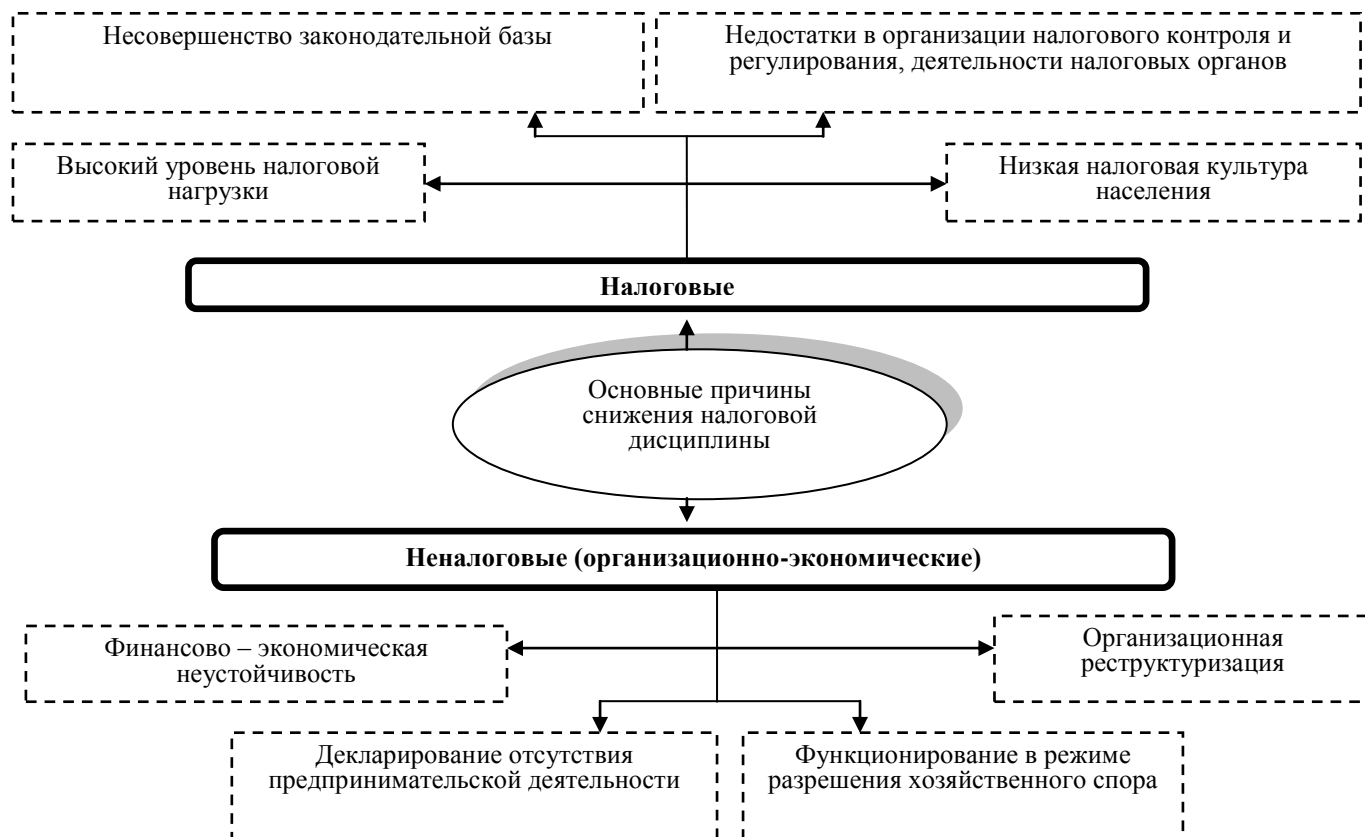 Несовершенство законодательной базы
Недостатки в организации налогового контроля и
регулирования, деятельности налоговых органов
Высокий уровень налоговой
нагрузки
Низкая налоговая культура
населения
Налоговые
Основные причины
снижения налоговой
дисциплины
Неналоговые (организационно-экономические)
Финансово – экономическая
неустойчивость
Организационная
реструктуризация
Декларирование отсутствия
предпринимательской деятельности
Функционирование в режиме
разрешения хозяйственного спора